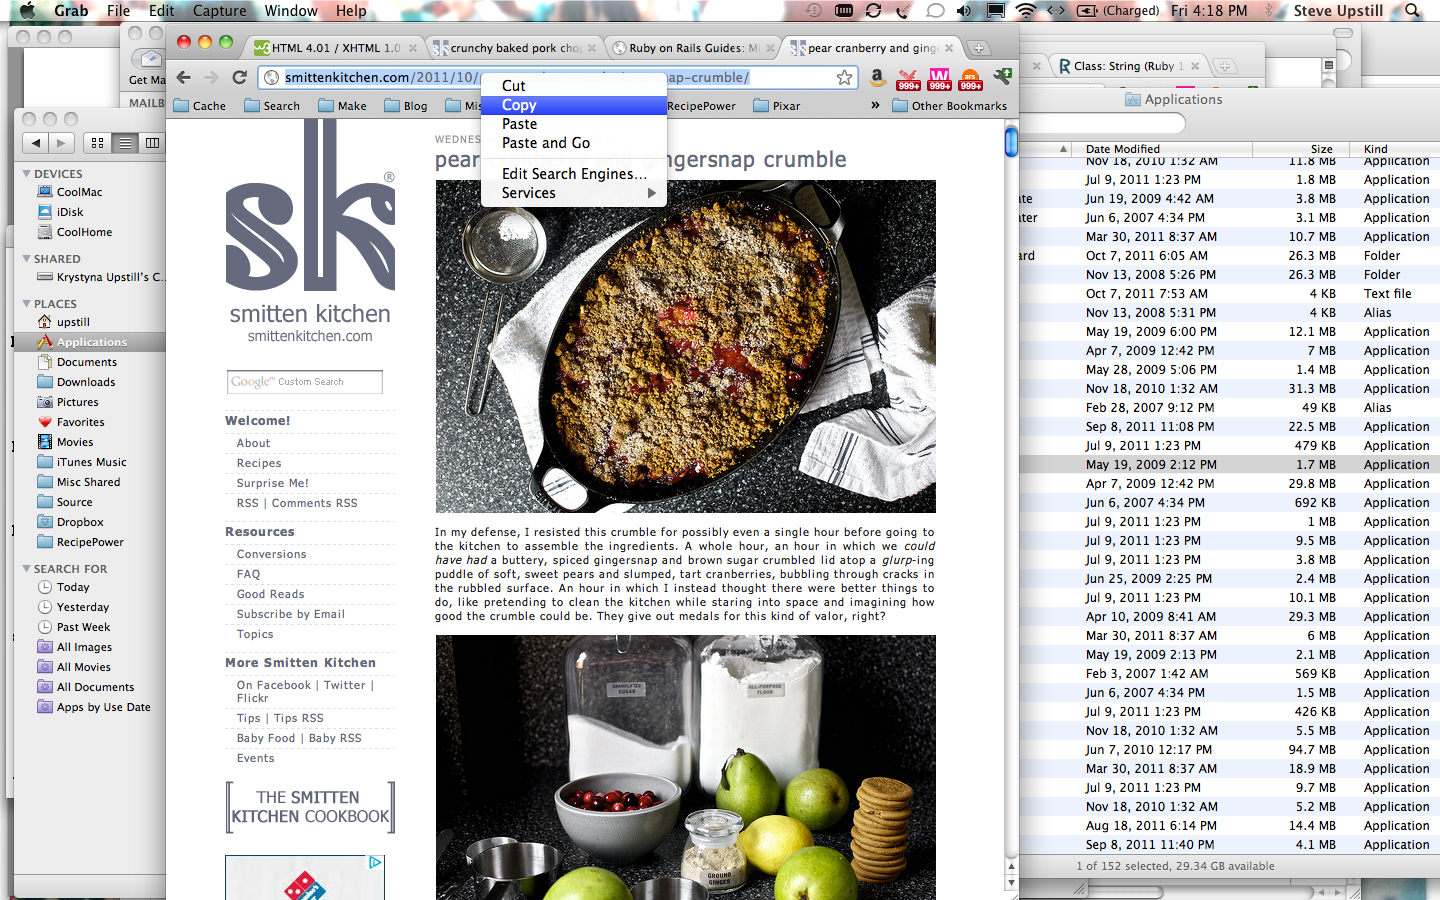 Grab File Edit Capture Window Help
(Charged) Fri 4:18 PM Steve Upstill
HTML 4.01 / XHTML 1.0
crunchy baked pork cho
Ruby on Rails Guides: Mi
pear cranberry and ginge
Class: String (Ruby 1.
smittenkitchen.com/2011/10/
nap-crumble/
999+ 999+ 999+
Cache Search Make Blog Mis RecipePower Pixar » Other Bookmarks
Cut
Copy
Paste
Paste and Go
Edit Search Engines...
Services
Get Ma
MAILB
DEVICES
CoolMac
iDisk
CoolHome
SHARED
Krystyna Upstill's C...
PLACES
upstill
Applications
Documents
Downloads
Pictures
Favorites
Movies
iTunes Music
Misc Shared
Source
Dropbox
RecipePower
SEARCH FOR
Today
Yesterday
Past Week
All Images
All Movies
All Documents
Apps by Use Date
sk®
smitten kitchen
smittenkitchen.com
Google™ Custom Search
Welcome!
About
Recipes
Surprise Me!
RSS | Comments RSS
Resources
Conversions
FAQ
Good Reads
Subscribe by Email
Topics
More Smitten Kitchen
On Facebook | Twitter |
Flickr
Tips | Tips RSS
Baby Food | Baby RSS
Events
THE SMITTEN
KITCHEN COOKBOOK
WEDNES
pear ingersnap crumble
In my defense, I resisted this crumble for possibly even a single hour before going to
the kitchen to assemble the ingredients. A whole hour, an hour in which we could
have had a buttery, spiced gingersnap and brown sugar crumbled lid atop a glurp-ing
puddle of soft, sweet pears and slumped, tart cranberries, bubbling through cracks in
the rubbled surface. An hour in which I instead thought there were better things to
do, like pretending to clean the kitchen while staring into space and imagining how
good the crumble could be. They give out medals for this kind of valor, right?
GRANULATED
SUGAR
ALL-PURPOSE
FLOUR
GROUND
GINGER
Applications
Date Modified Size Kind
Nov 18, 2010 1:32 AM 11.8 MB Application
Jul 9, 2011 1:23 PM 1.8 MB Application
ate Jun 19, 2009 4:42 AM 3.8 MB Application
ater Jun 6, 2007 4:34 PM 3.1 MB Application
Mar 30, 2011 8:37 AM 10.7 MB Application
ard Oct 7, 2011 6:05 AM 26.3 MB Folder
Nov 13, 2008 5:26 PM 26.3 MB Folder
Oct 7, 2011 7:53 AM 4 KB Text file
Nov 13, 2008 5:31 PM 4 KB Alias
May 19, 2009 6:00 PM 12.1 MB Application
Apr 7, 2009 12:42 PM 7 MB Application
May 28, 2009 5:06 PM 1.4 MB Application
Nov 18, 2010 1:32 AM 31.3 MB Application
Feb 28, 2007 9:12 PM 49 KB Alias
Sep 8, 2011 11:08 PM 22.5 MB Application
Jul 9, 2011 1:23 PM 479 KB Application
May 19, 2009 2:12 PM 1.7 MB Application
Apr 7, 2009 12:42 PM 29.8 MB Application
Jun 6, 2007 4:34 PM 692 KB Application
Jul 9, 2011 1:23 PM 1 MB Application
Jul 9, 2011 1:23 PM 9.5 MB Application
Jul 9, 2011 1:23 PM 3.8 MB Application
Jun 25, 2009 2:25 PM 2.4 MB Application
Jul 9, 2011 1:23 PM 10.1 MB Application
Apr 10, 2009 8:41 AM 29.3 MB Application
Mar 30, 2011 8:37 AM 6 MB Application
May 19, 2009 2:13 PM 2.1 MB Application
Feb 3, 2007 1:42 AM 569 KB Application
Jun 6, 2007 4:34 PM 1.5 MB Application
Jul 9, 2011 1:23 PM 426 KB Application
Nov 18, 2010 1:32 AM 5.5 MB Application
Jun 7, 2010 12:17 PM 94.7 MB Application
Mar 30, 2011 8:37 AM 18.9 MB Application
Jul 9, 2011 1:23 PM 9.7 MB Application
Nov 18, 2010 1:32 AM 5.2 MB Application
Aug 18, 2011 6:14 PM 14.4 MB Application
Sep 8, 2011 11:40 PM 4.1 MB Application
1 of 152 selected, 29.34 GB available